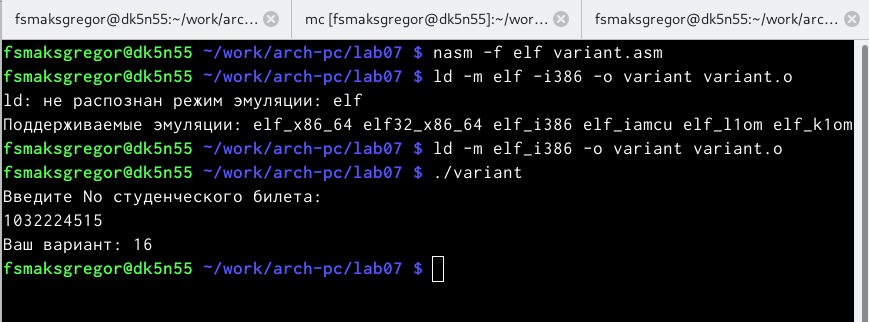 fsmaksgregor@dk5n55:~/work/arc...
mc [fsmaksgregor@dk5n55]:~/wor...
fsmaksgregor@dk5n55:~/work/arc...
fsmaksgregor@dk5n55 ~/work/arch-pc/lab07 $ nasm -f elf variant.asm
fsmaksgregor@dk5n55 ~/work/arch-pc/lab07 $ ld -m elf -i386 -o variant variant.o
ld: не распознан режим эмуляции: elf
Поддерживаемые эмуляции: elf_x86_64 elf32_x86_64 elf_i386 elf_iamcu elf_l1om elf_k1om
fsmaksgregor@dk5n55 ~/work/arch-pc/lab07 $ ld -m elf_i386 -o variant variant.o
fsmaksgregor@dk5n55 ~/work/arch-pc/lab07 $ ./variant
Введите No студенческого билета:
1032224515
Ваш вариант: 16
fsmaksgregor@dk5n55 ~/work/arch-pc/lab07 $